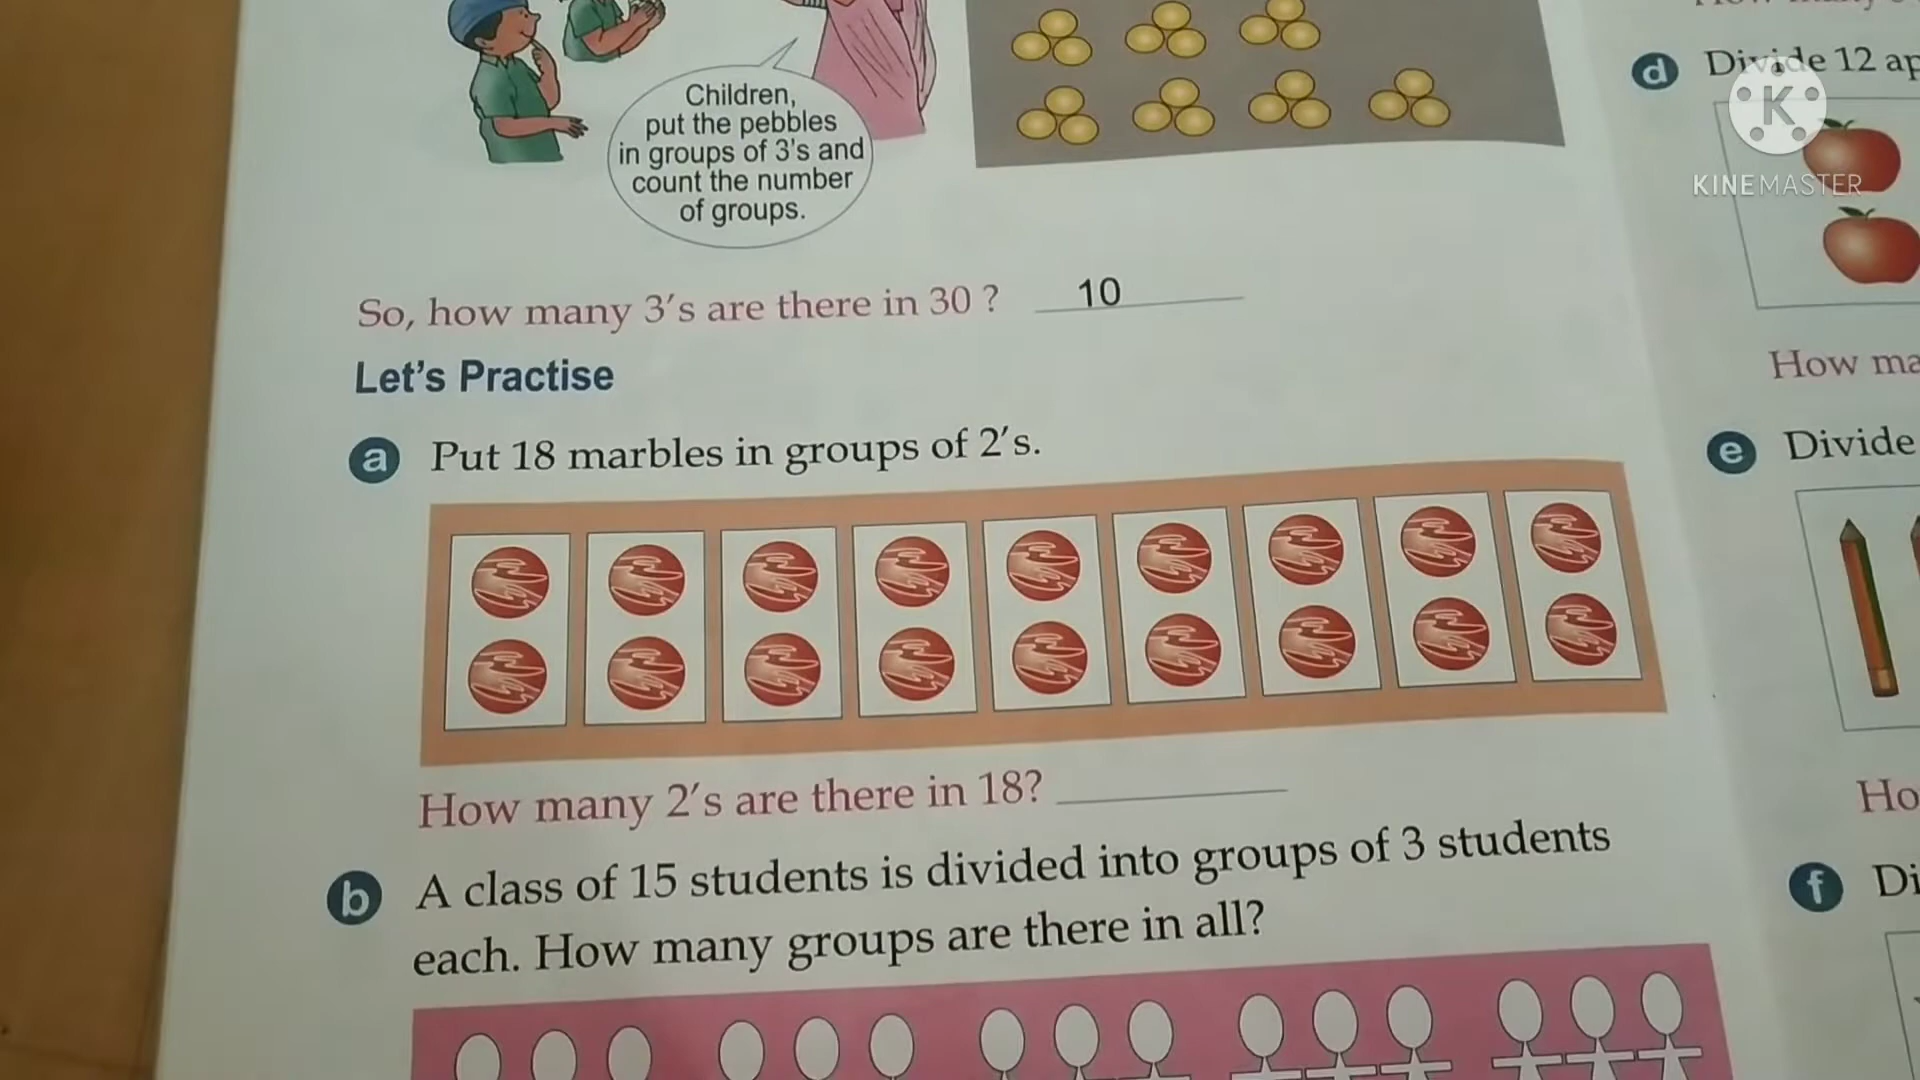 Children,
put the pebbles
in groups of 3's and
count the number
of groups.
So, how many 3's are there in 30 ? 10
Let's Practise
a Put 18 marbles in groups of 2's.
How many 2's are there in 18?
b A class of 15 students is divided into groups of 3 students
each. How many groups are there in all?
d Divide 12
K
KINEMASTER
How
e Divide
f